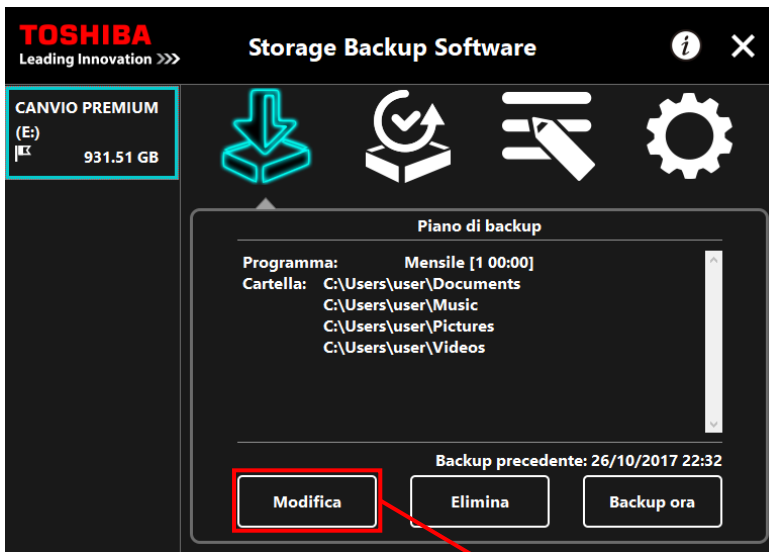 TOSHIBA
Leading Innovation >>>
Storage Backup Software
i
CANVIO PREMIUM
(E:)
931.51 GB
Piano di backup
Programma: Mensile [1 00:00]
Cartella: C:\Users\user\Documents
C:\Users\user\Music
C:\Users\user\Pictures
C:\Users\user\Videos
Backup precedente: 26/10/2017 22:32
Modifica
Elimina
Backup ora